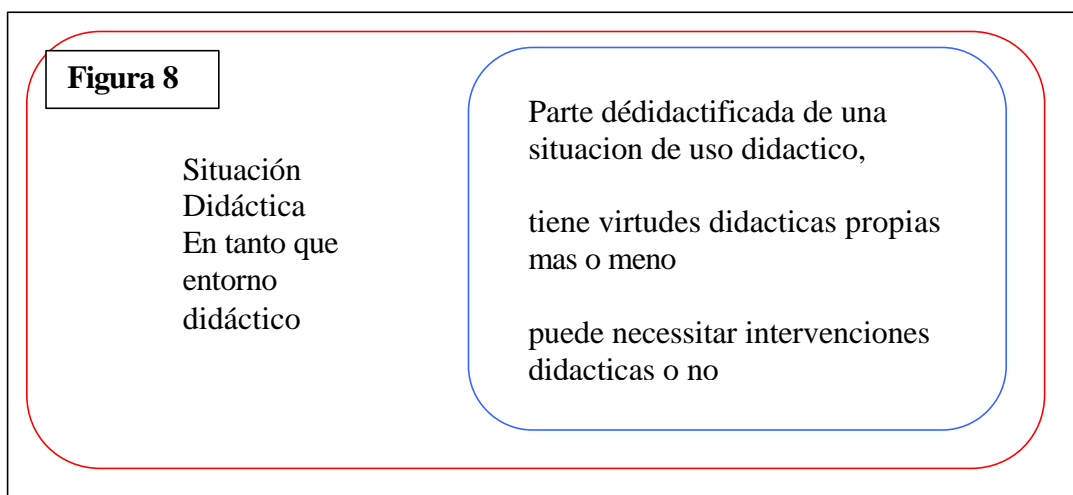 Figura 8
Situación
Didáctica
En tanto que
entorno
didáctico
Parte dédidactificada de una
situacion de uso didactico,
tiene virtudes didacticas propias
mas o meno
puede necessitar intervenciones
didacticas o no